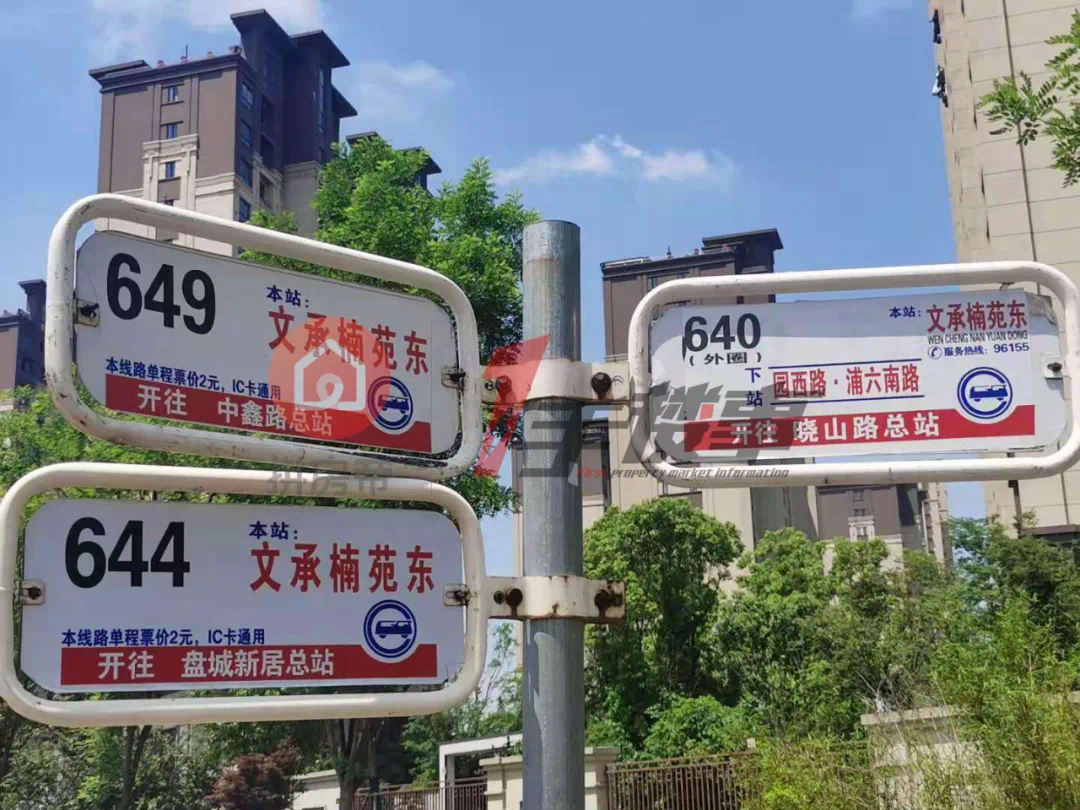 649
本站:
文承楠苑东
本线路单程票价2元, IC卡通用
开往 中鑫路总站
644
本站:
文承楠苑东
本线路单程票价2元, IC卡通用
开往 盘城新居总站
640
(外圈)
本站:
文承楠苑东
WEN CHENG NAN YUAN DONG
服务热线: 96155
下站
园西路·浦六南路
开往 晓山路总站
First property market information